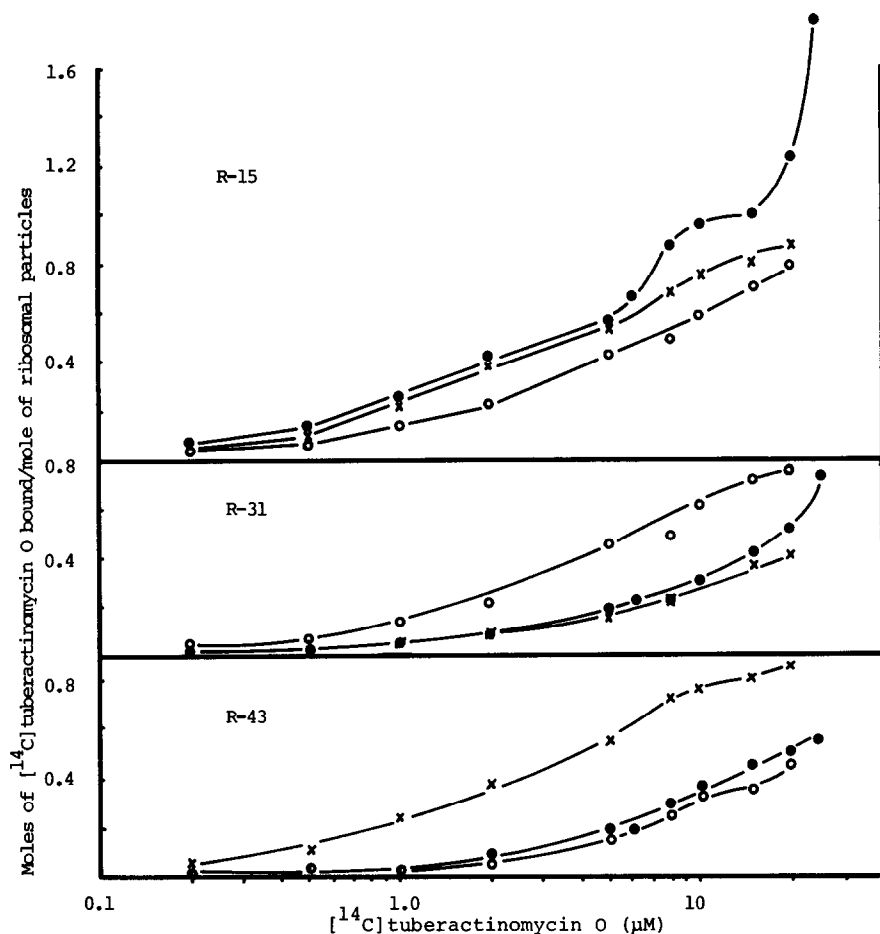 Moles of [14C]tuberactinomycin O bound/mole of ribosomal particles
1.6
1.2
0.8
0.4
R-15
0.8
0.4
R-31
0.8
0.4
R-43
0.1
1.0
10
[14C]tuberactinomycin O (µM)